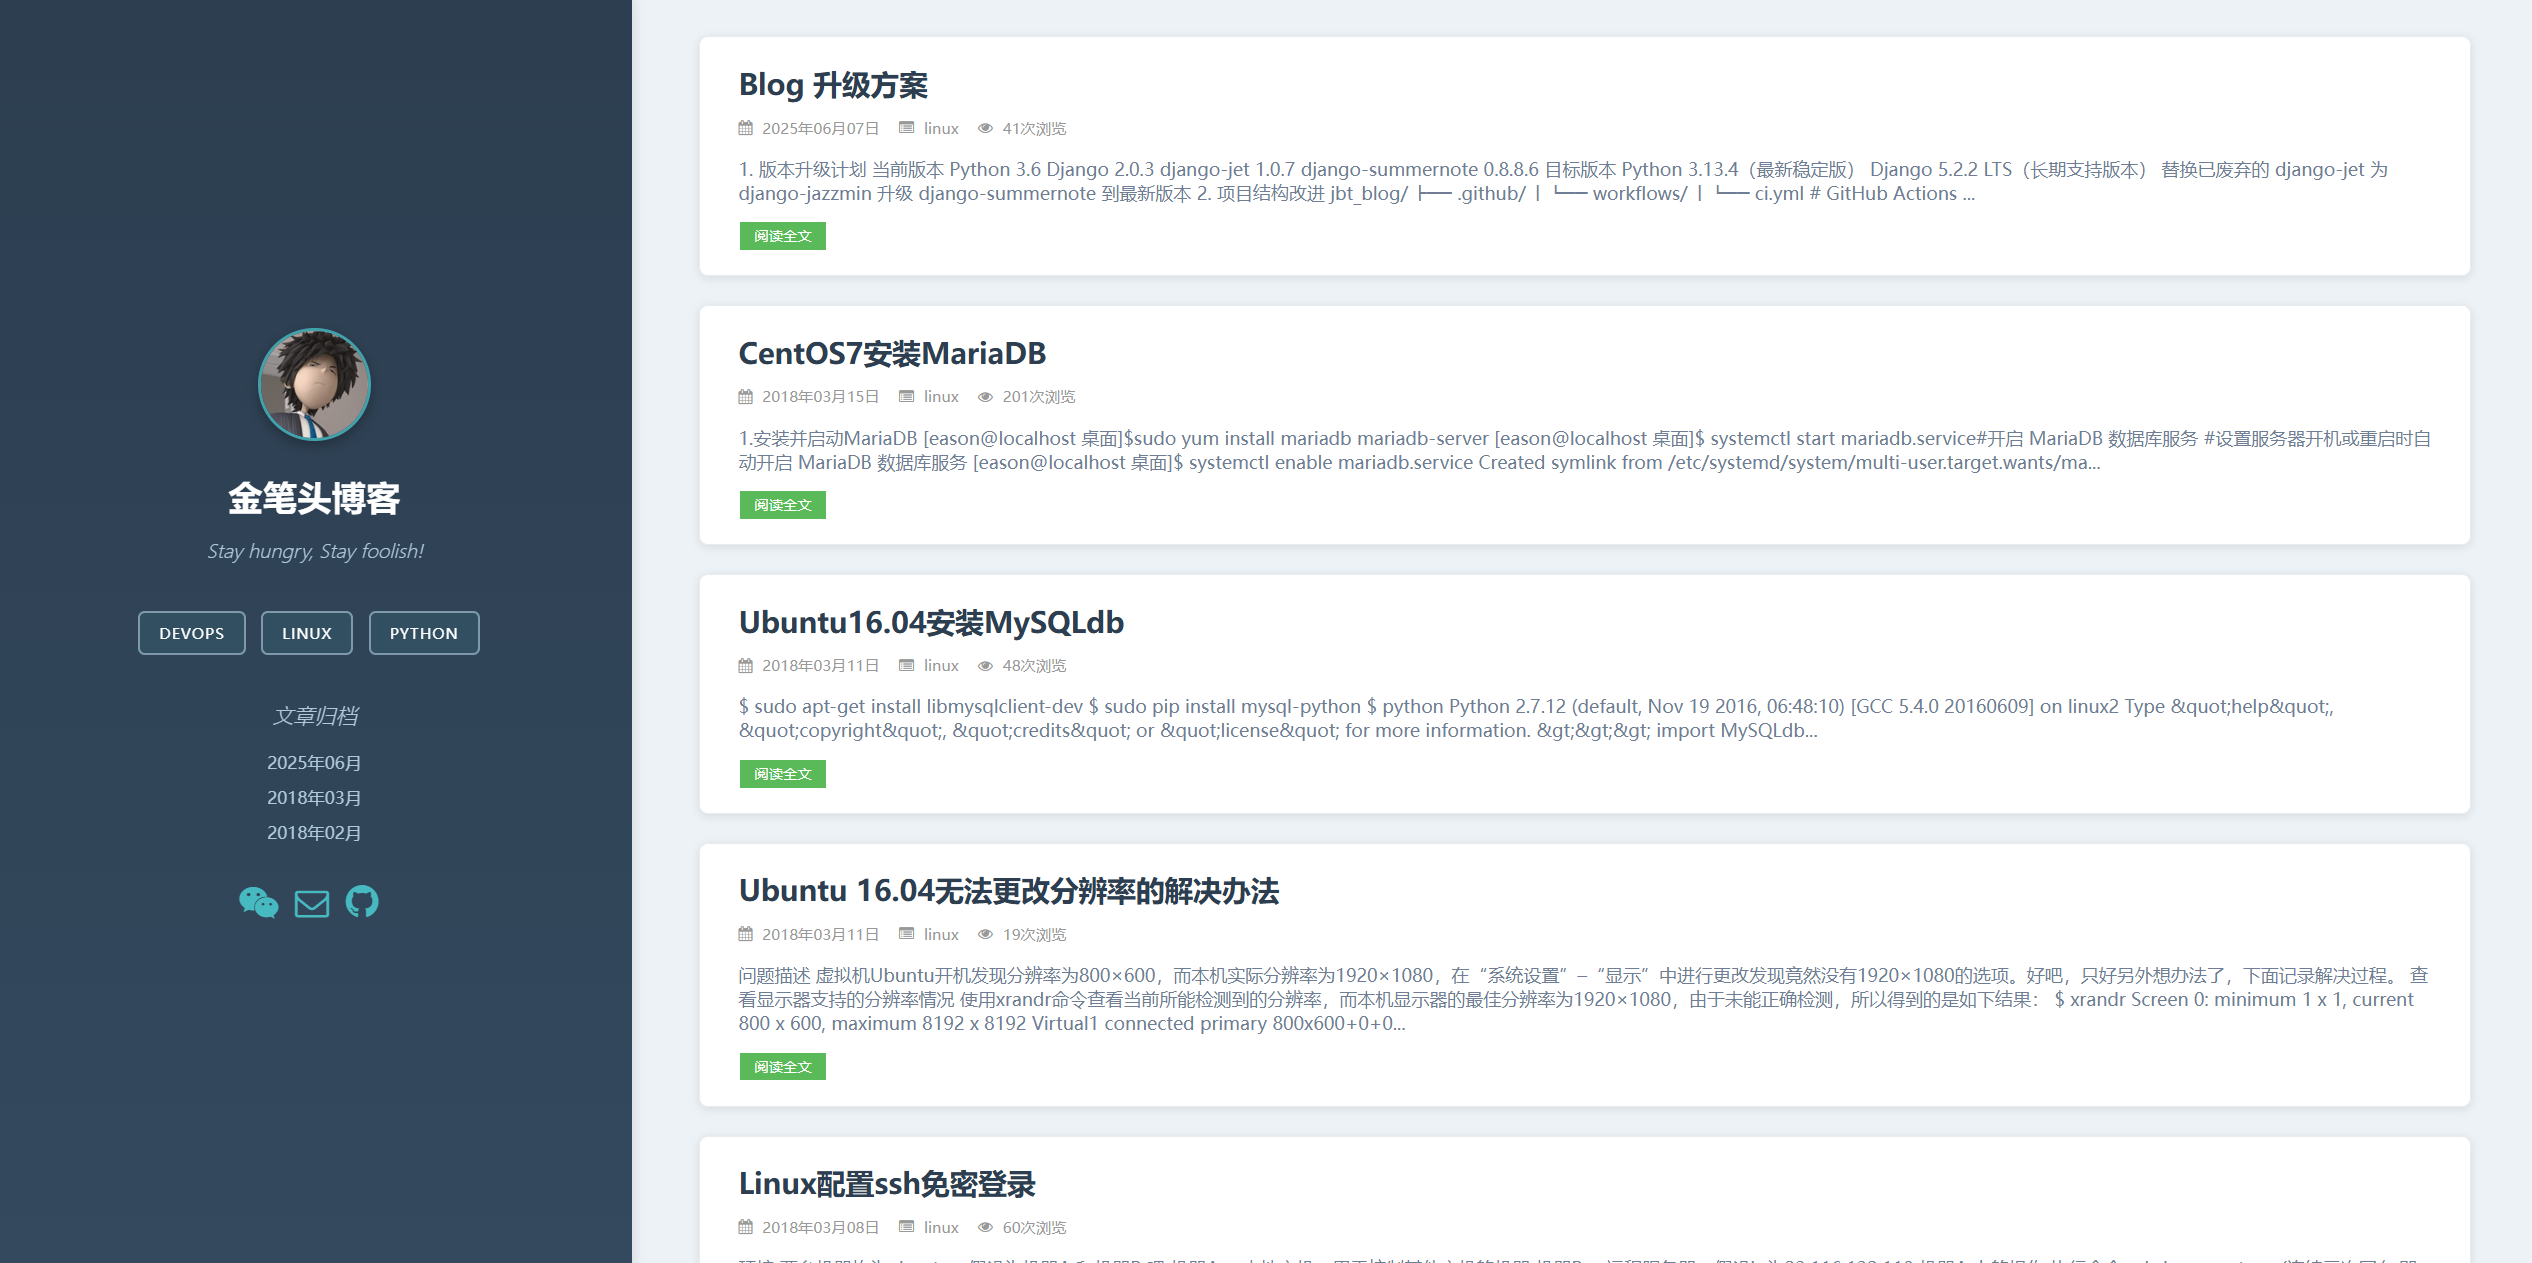 金笔头博客
Stay hungry, Stay foolish!
DEVOPS LINUX PYTHON
文章归档
2025年06月
2018年03月
2018年02月
Blog 升级方案
2025年06月07日 linux 41次浏览
1. 版本升级计划 当前版本 Python 3.6 Django 2.0.3 django-jet 1.0.7 django-summernote 0.8.8.6 目标版本 Python 3.13.4（最新稳定版） Django 5.2.2 LTS（长期支持版本） 替换已废弃的 django-jet 为
django-jazzmin 升级 django-summernote 到最新版本 2. 项目结构改进 jbt_blog/ ├── .github/ │ └── workflows/ │ └── ci.yml # GitHub Actions ...
阅读全文
CentOS7安装MariaDB
2018年03月15日 linux 201次浏览
1.安装并启动MariaDB [eason@localhost 桌面]$sudo yum install mariadb mariadb-server [eason@localhost 桌面]$ systemctl start mariadb.service#开启 MariaDB 数据库服务 #设置服务器开机或重启时自
动开启 MariaDB 数据库服务 [eason@localhost 桌面]$ systemctl enable mariadb.service Created symlink from /etc/systemd/system/multi-user.target.wants/ma...
阅读全文
Ubuntu16.04安装MySQLdb
2018年03月11日 linux 48次浏览
$ sudo apt-get install libmysqlclient-dev $ sudo pip install mysql-python $ python Python 2.7.12 (default, Nov 19 2016, 06:48:10) [GCC 5.4.0 20160609] on linux2 Type &quot;help&quot;,
&quot;copyright&quot;, &quot;credits&quot; or &quot;license&quot; for more information. &gt;&gt;&gt; import MySQLdb...
阅读全文
Ubuntu 16.04无法更改分辨率的解决办法
2018年03月11日 linux 19次浏览
问题描述 虚拟机Ubuntu开机发现分辨率为800×600，而本机实际分辨率为1920×1080，在“系统设置”–“显示”中进行更改发现竟然没有1920×1080的选项。好吧，只好另外想办法了，下面记录解决过程。 查
看显示器支持的分辨率情况 使用xrandr命令查看当前所能检测到的分辨率，而本机显示器的最佳分辨率为1920×1080，由于未能正确检测，所以得到的是如下结果： $ xrandr Screen 0: minimum 1 x 1, current
800 x 600, maximum 8192 x 8192 Virtual1 connected primary 800x600+0+0...
阅读全文
Linux配置ssh免密登录
2018年03月08日 linux 60次浏览